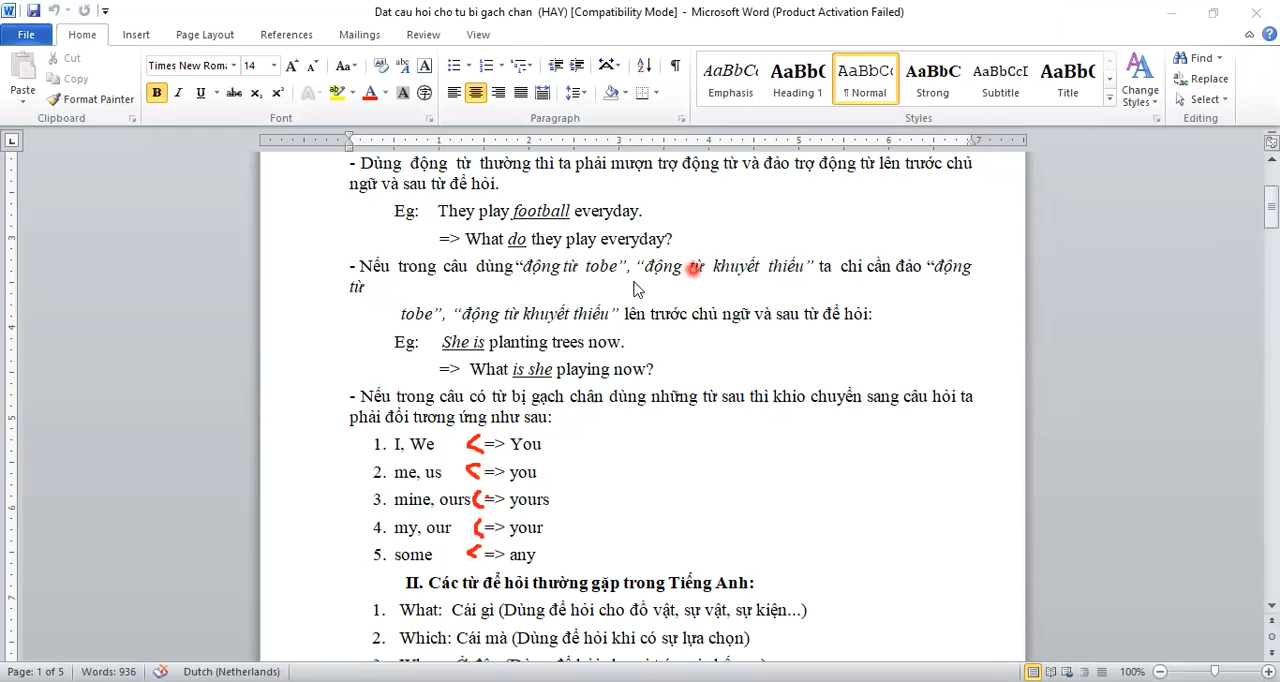 Dat cau hoi cho tu bi gach chan (HAY) [Compatibility Mode] - Microsoft Word (Product Activation Failed)
File Home Insert Page Layout References Mailings Review View
Paste Cut Copy Format Painter
Times New Rom 14
AaBbCc AaBbC AaBbCc AaBbC AaBbCcD AaBbC
Emphasis Heading 1 ¶ Normal Strong Subtitle Title
Change Styles
Find Replace Select
Clipboard Font Paragraph Styles Editing
- Dùng động từ thường thì ta phải mượn trợ động từ và đảo trợ động từ lên trước chủ
ngữ và sau từ để hỏi.
Eg: They play football everyday.
=> What do they play everyday?
- Nếu trong câu dùng “động từ tobe”, “động từ khuyết thiếu” ta chỉ cần đảo “động
từ
tobe”, “động từ khuyết thiếu” lên trước chủ ngữ và sau từ để hỏi:
Eg: She is planting trees now.
=> What is she playing now?
- Nếu trong câu có từ bị gạch chân dùng những từ sau thì khio chuyển sang câu hỏi ta
phải đổi tương ứng như sau:
1. I, We => You
2. me, us => you
3. mine, ours => yours
4. my, our => your
5. some => any
II. Các từ để hỏi thường gặp trong Tiếng Anh:
1. What: Cái gì (Dùng để hỏi cho đồ vật, sự vật, sự kiện...)
2. Which: Cái mà (Dùng để hỏi khi có sự lựa chọn)
Page: 1 of 5 Words: 936 Dutch (Netherlands) 100%